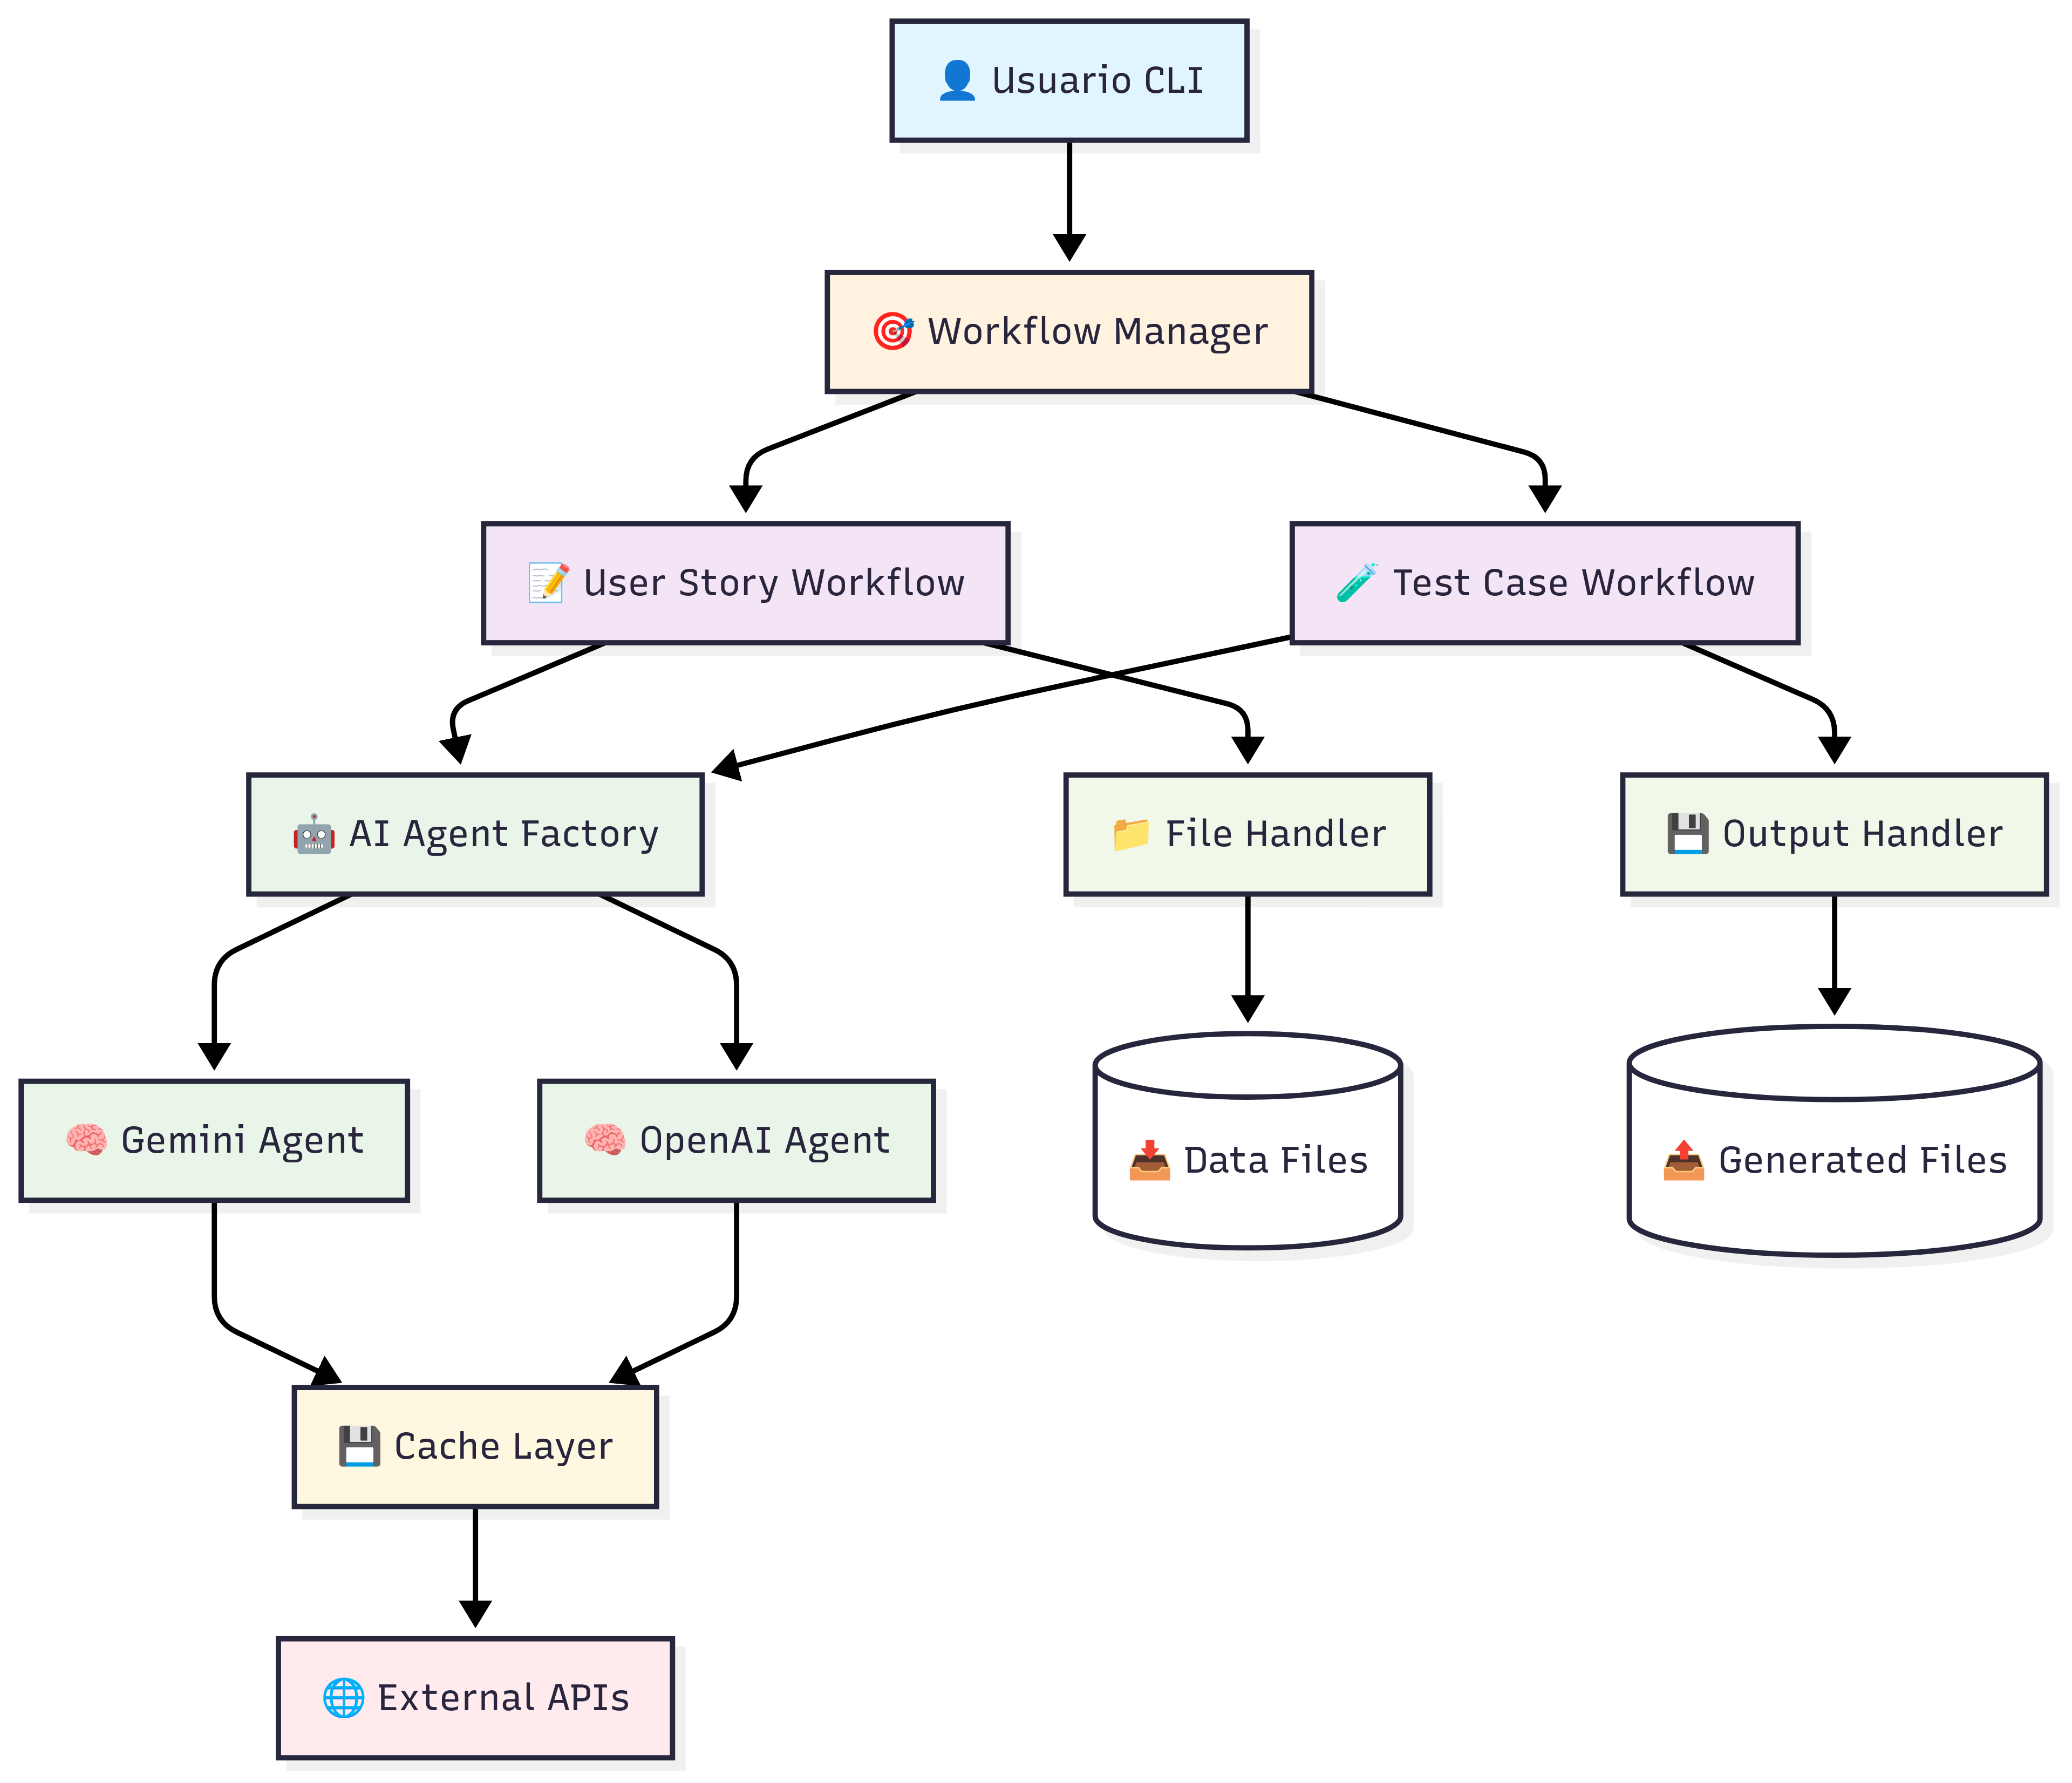 Usuario CLI
Workflow Manager
User Story Workflow
Test Case Workflow
AI Agent Factory
File Handler
Output Handler
Gemini Agent
OpenAI Agent
Data Files
Generated Files
Cache Layer
External APIs